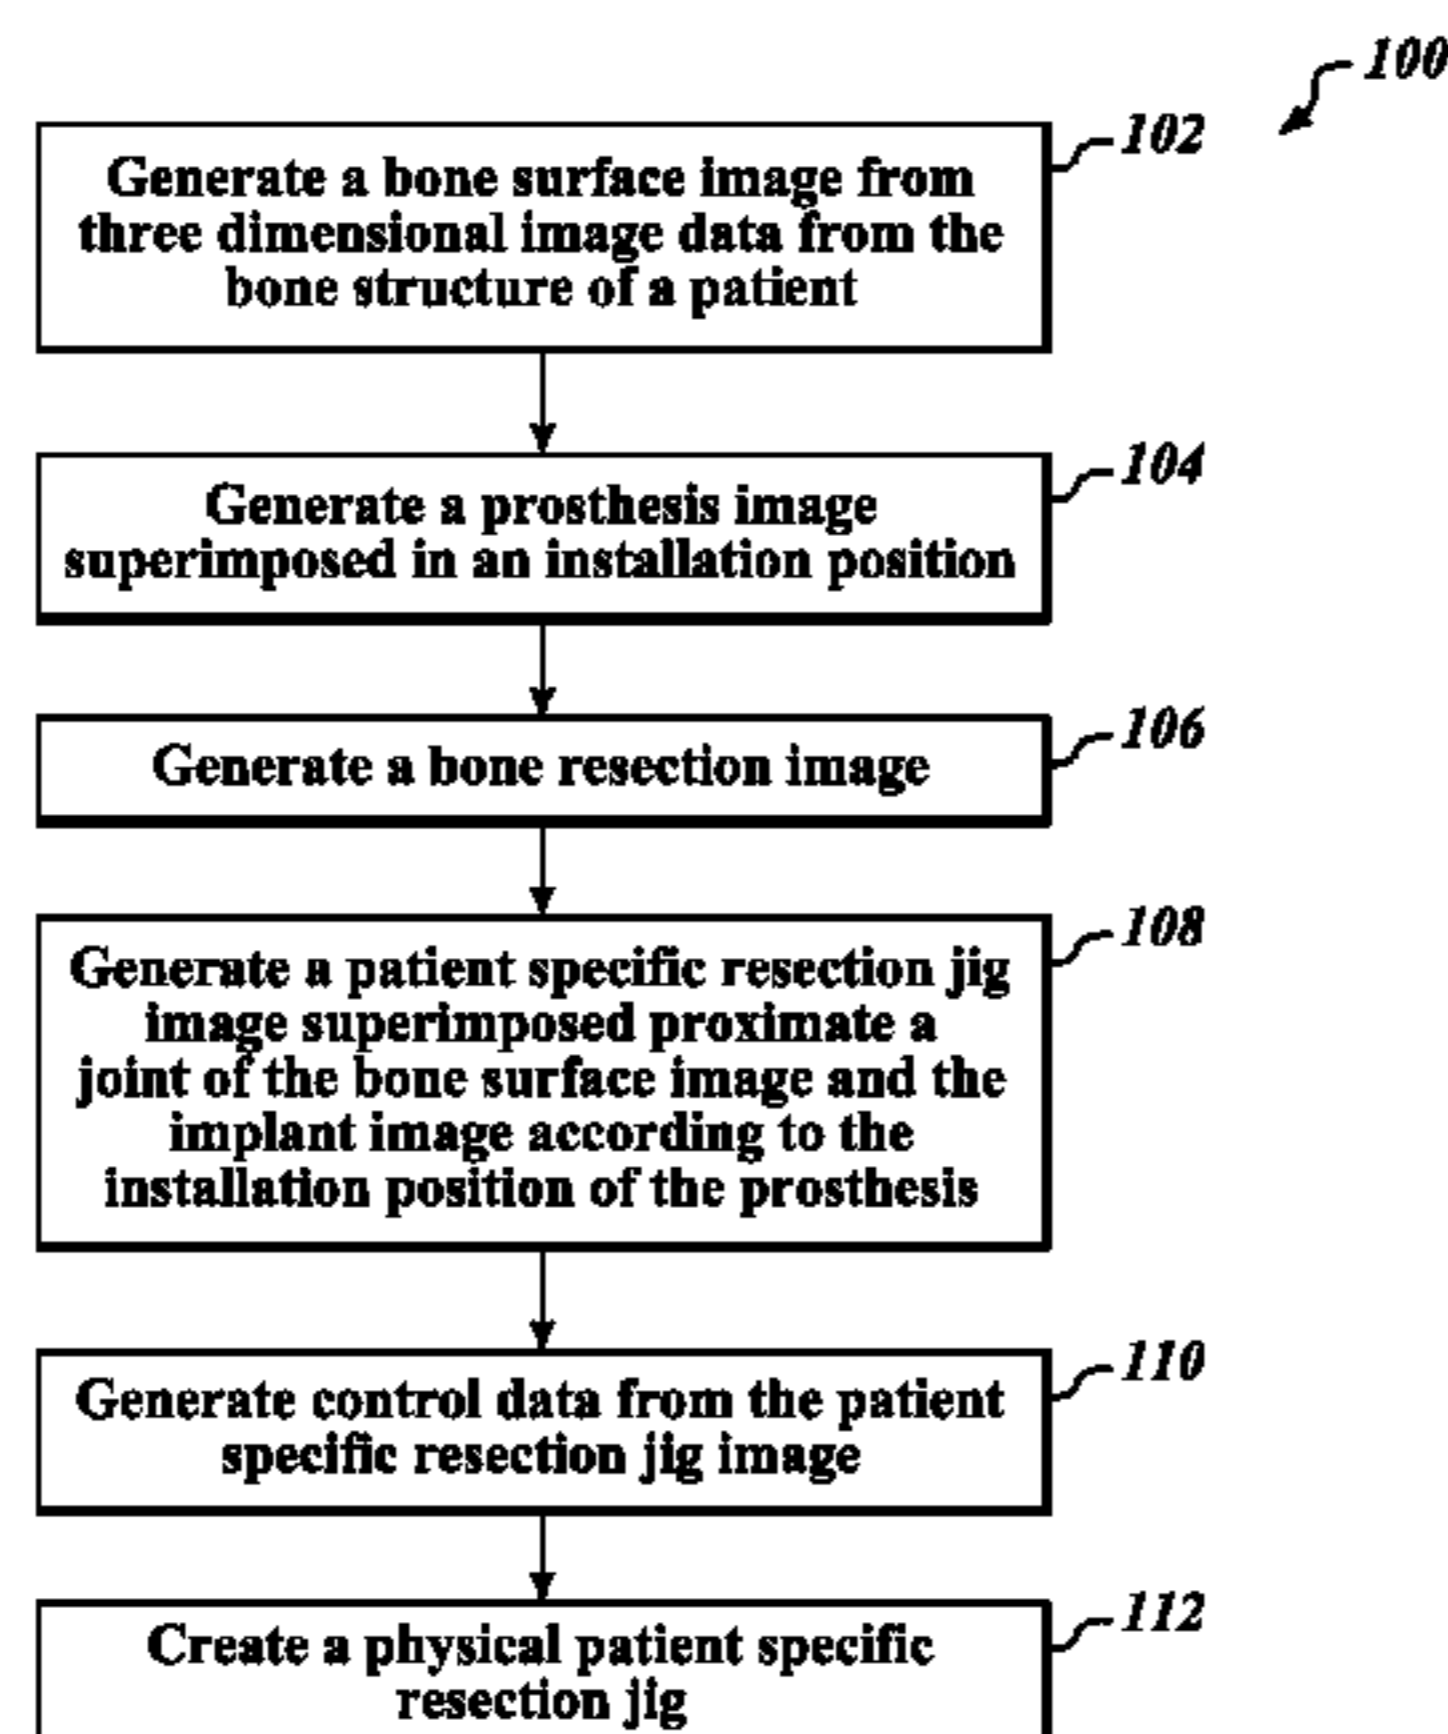 100
102
Generate a bone surface image from
three dimensional image data from the
bone structure of a patient
104
Generate a prosthesis image
superimposed in an installation position
106
Generate a bone resection image
108
Generate a patient specific resection jig
image superimposed proximate a
joint of the bone surface image and the
implant image according to the
installation position of the prosthesis
110
Generate control data from the patient
specific resection jig image
112
Create a physical patient specific
resection jig